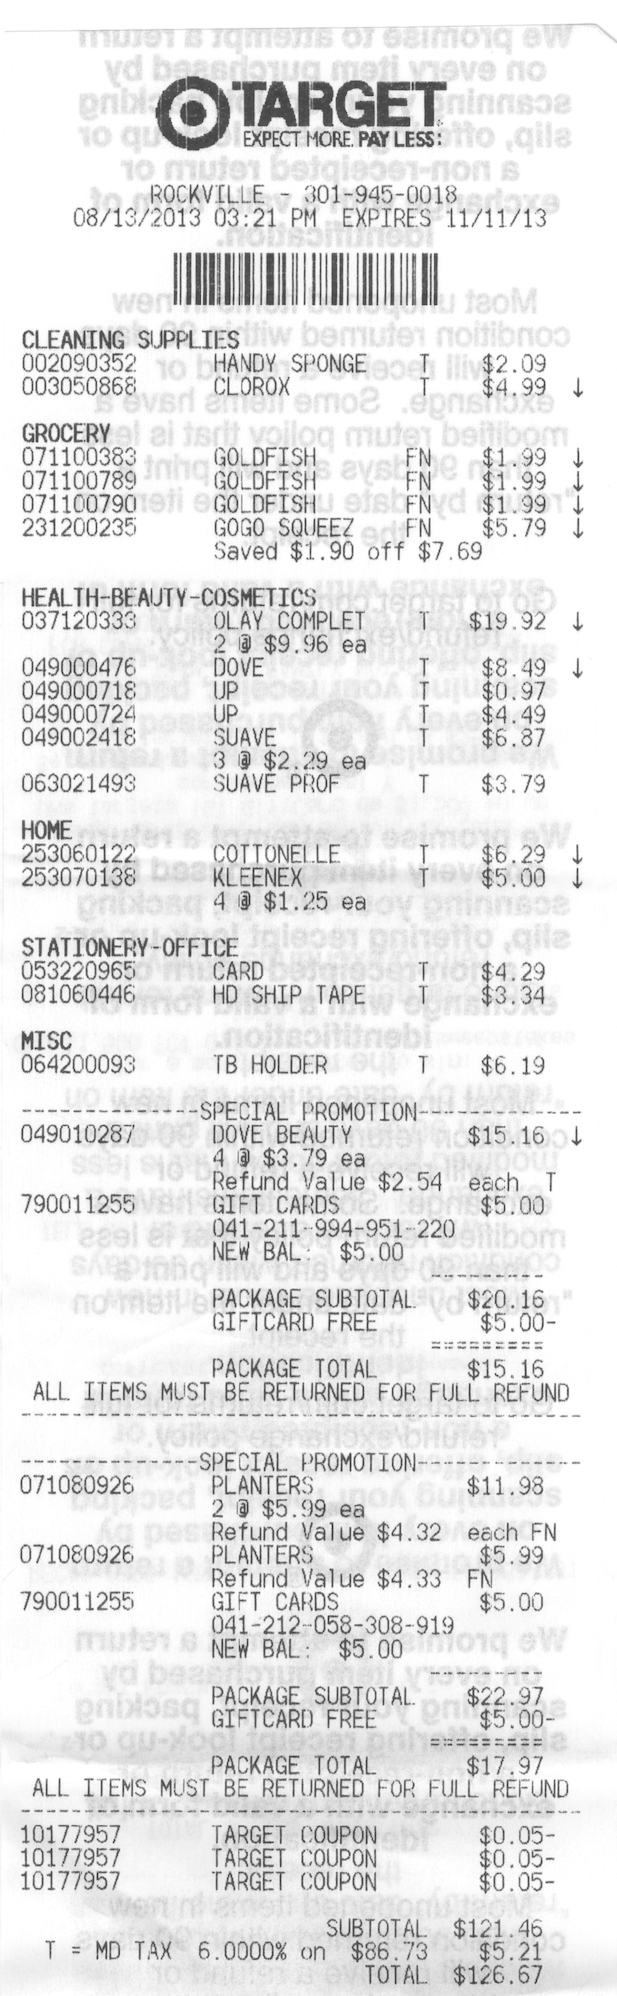 TARGET
EXPECT MORE. PAY LESS.
ROCKVILLE - 301-945-0018
08/13/2013 03:21 PM EXPIRES 11/11/13
CLEANING SUPPLIES
002090352 HANDY SPONGE T $2.09
003050868 CLOROX T $4.99 ↓
GROCERY
071100383 GOLDFISH FN $1.99 ↓
071100789 GOLDFISH FN $1.99 ↓
071100790 GOLDFISH FN $1.99 ↓
231200235 GOGO SQUEEZ FN $5.79 ↓
Saved $1.90 off $7.69
HEALTH-BEAUTY-COSMETICS
037120333 OLAY COMPLET T $19.92 ↓
2 @ $9.96 ea
049000476 DOVE T $8.49 ↓
049000718 UP T $0.97
049000724 UP T $4.49
049002418 SUAVE T $6.87
3 @ $2.29 ea
063021493 SUAVE PROF T $3.79
HOME
253060122 COTTONELLE T $6.29 ↓
253070138 KLEENEX T $5.00 ↓
4 @ $1.25 ea
STATIONERY-OFFICE
053220965 CARD T $4.29
081060446 HD SHIP TAPE T $3.34
MISC
064200093 TB HOLDER T $6.19
---------------SPECIAL PROMOTION--------------
049010287 DOVE BEAUTY $15.16 ↓
4 @ $3.79 ea
Refund Value $2.54 each T
790011255 GIFT CARDS $5.00
041-211-994-951-220
NEW BAL: $5.00
---------
PACKAGE SUBTOTAL $20.16
GIFTCARD FREE $5.00-
=========
PACKAGE TOTAL $15.16
ALL ITEMS MUST BE RETURNED FOR FULL REFUND
----------------------------------------------
---------------SPECIAL PROMOTION--------------
071080926 PLANTERS $11.98
2 @ $5.99 ea
Refund Value $4.32 each FN
071080926 PLANTERS $5.99
Refund Value $4.33 FN
790011255 GIFT CARDS $5.00
041-212-058-308-919
NEW BAL: $5.00
---------
PACKAGE SUBTOTAL $22.97
GIFTCARD FREE $5.00-
=========
PACKAGE TOTAL $17.97
ALL ITEMS MUST BE RETURNED FOR FULL REFUND
----------------------------------------------
10177957 TARGET COUPON $0.05-
10177957 TARGET COUPON $0.05-
10177957 TARGET COUPON $0.05-
SUBTOTAL $121.46
T = MD TAX 6.0000% on $86.73 $5.21
TOTAL $126.67